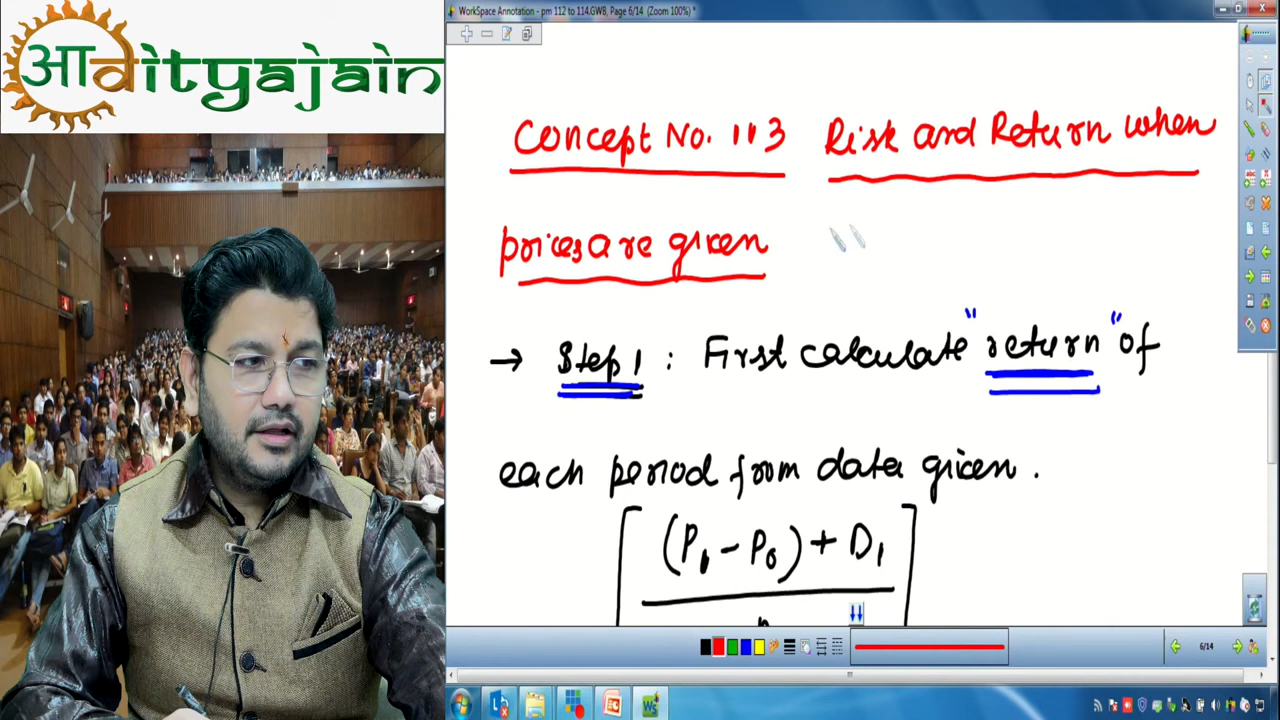 आdityajain
WorkSpace Annotation - pm 112 to 114.GWB, Page 6/14 (Zoom 100%) *
Concept No. 113 Risk and Return when
prices are given
→ Step 1 : First calculate "return" of
each period from data given.
(P₁ - P₀) + D₁
6/14